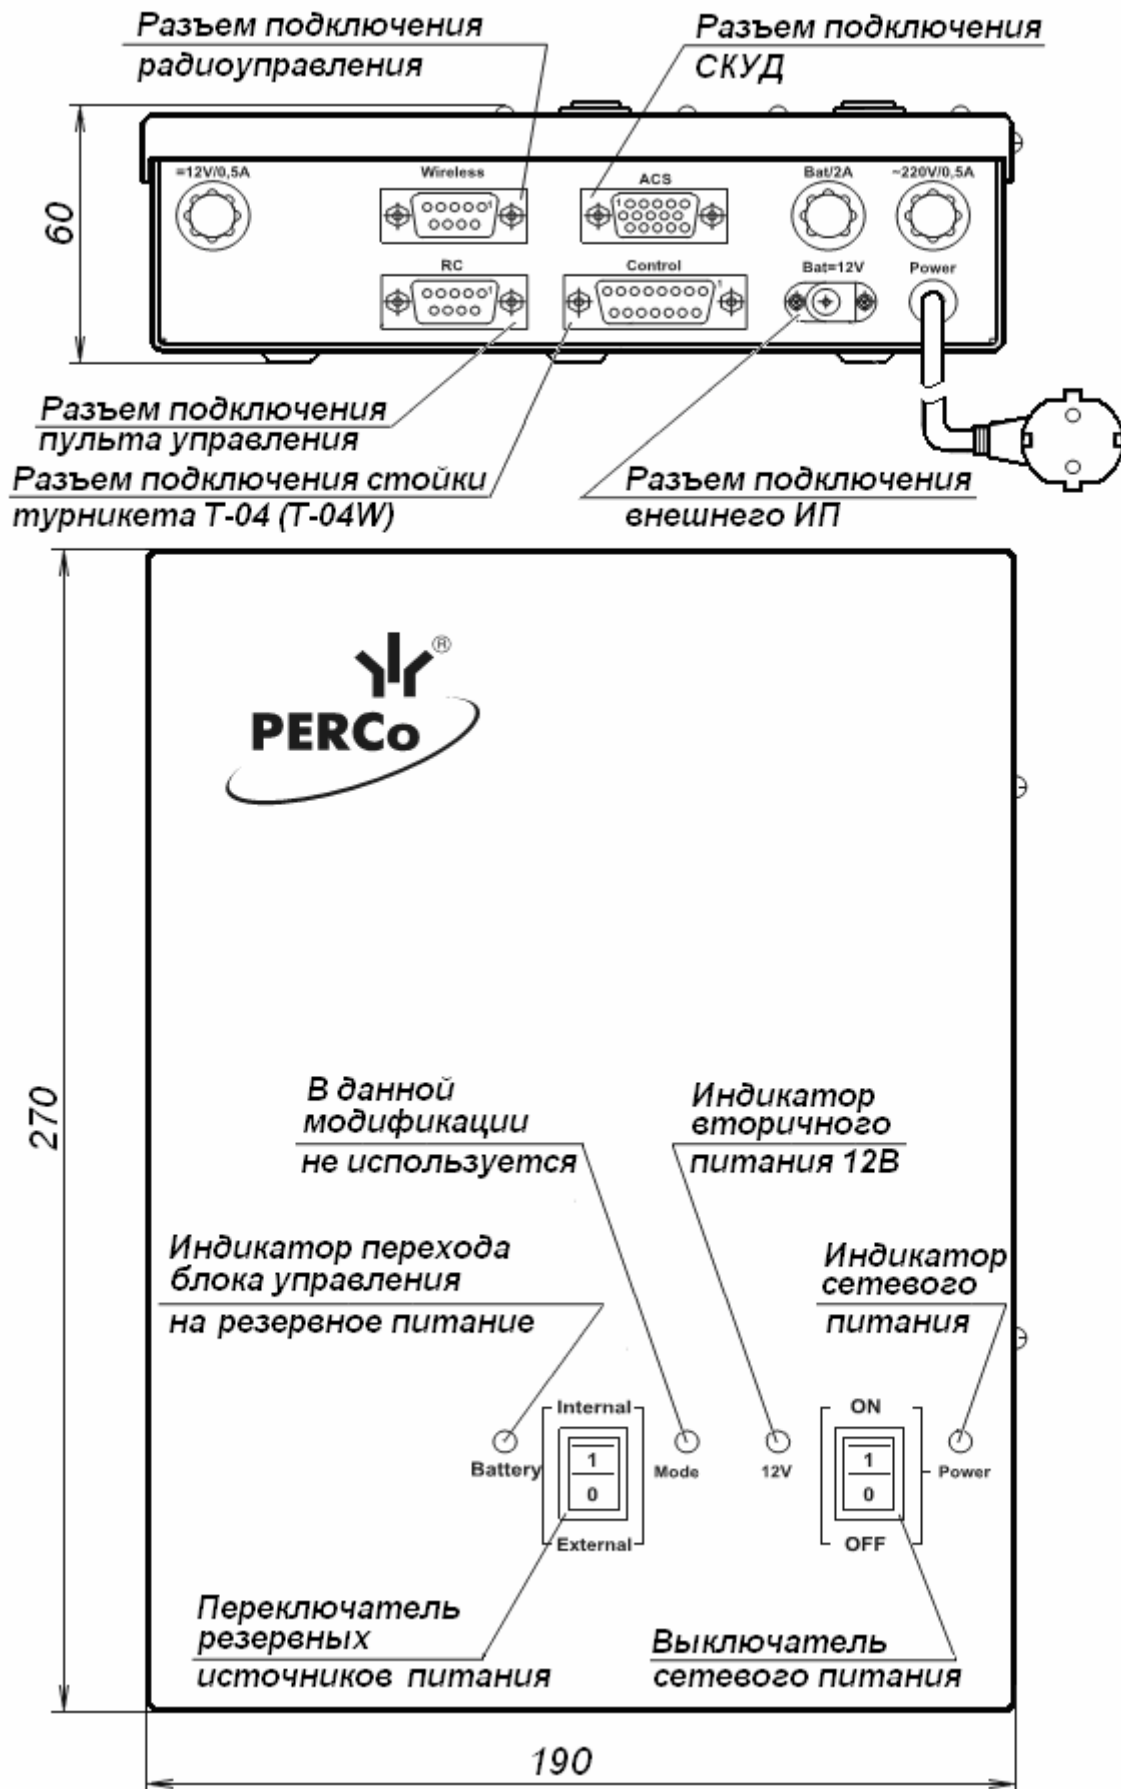 Разъем подключения
радиоуправления
Разъем подключения
СКУД
60
=12V/0,5A
Wireless
ACS
Bat/2A
~220V/0,5A
1
1
RC
Control
Bat=12V
Power
1
1
Разъем подключения
пульта управления
Разъем подключения стойки
турникета Т-04 (Т-04W)
Разъем подключения
внешнего ИП
®
PERCo
270
В данной
модификации
не используется
Индикатор
вторичного
питания 12В
Индикатор перехода
блока управления
на резервное питание
Индикатор
сетевого
питания
Internal
ON
Battery
1
0
Mode
12V
1
0
Power
External
OFF
Переключатель
резервных
источников питания
Выключатель
сетевого питания
190